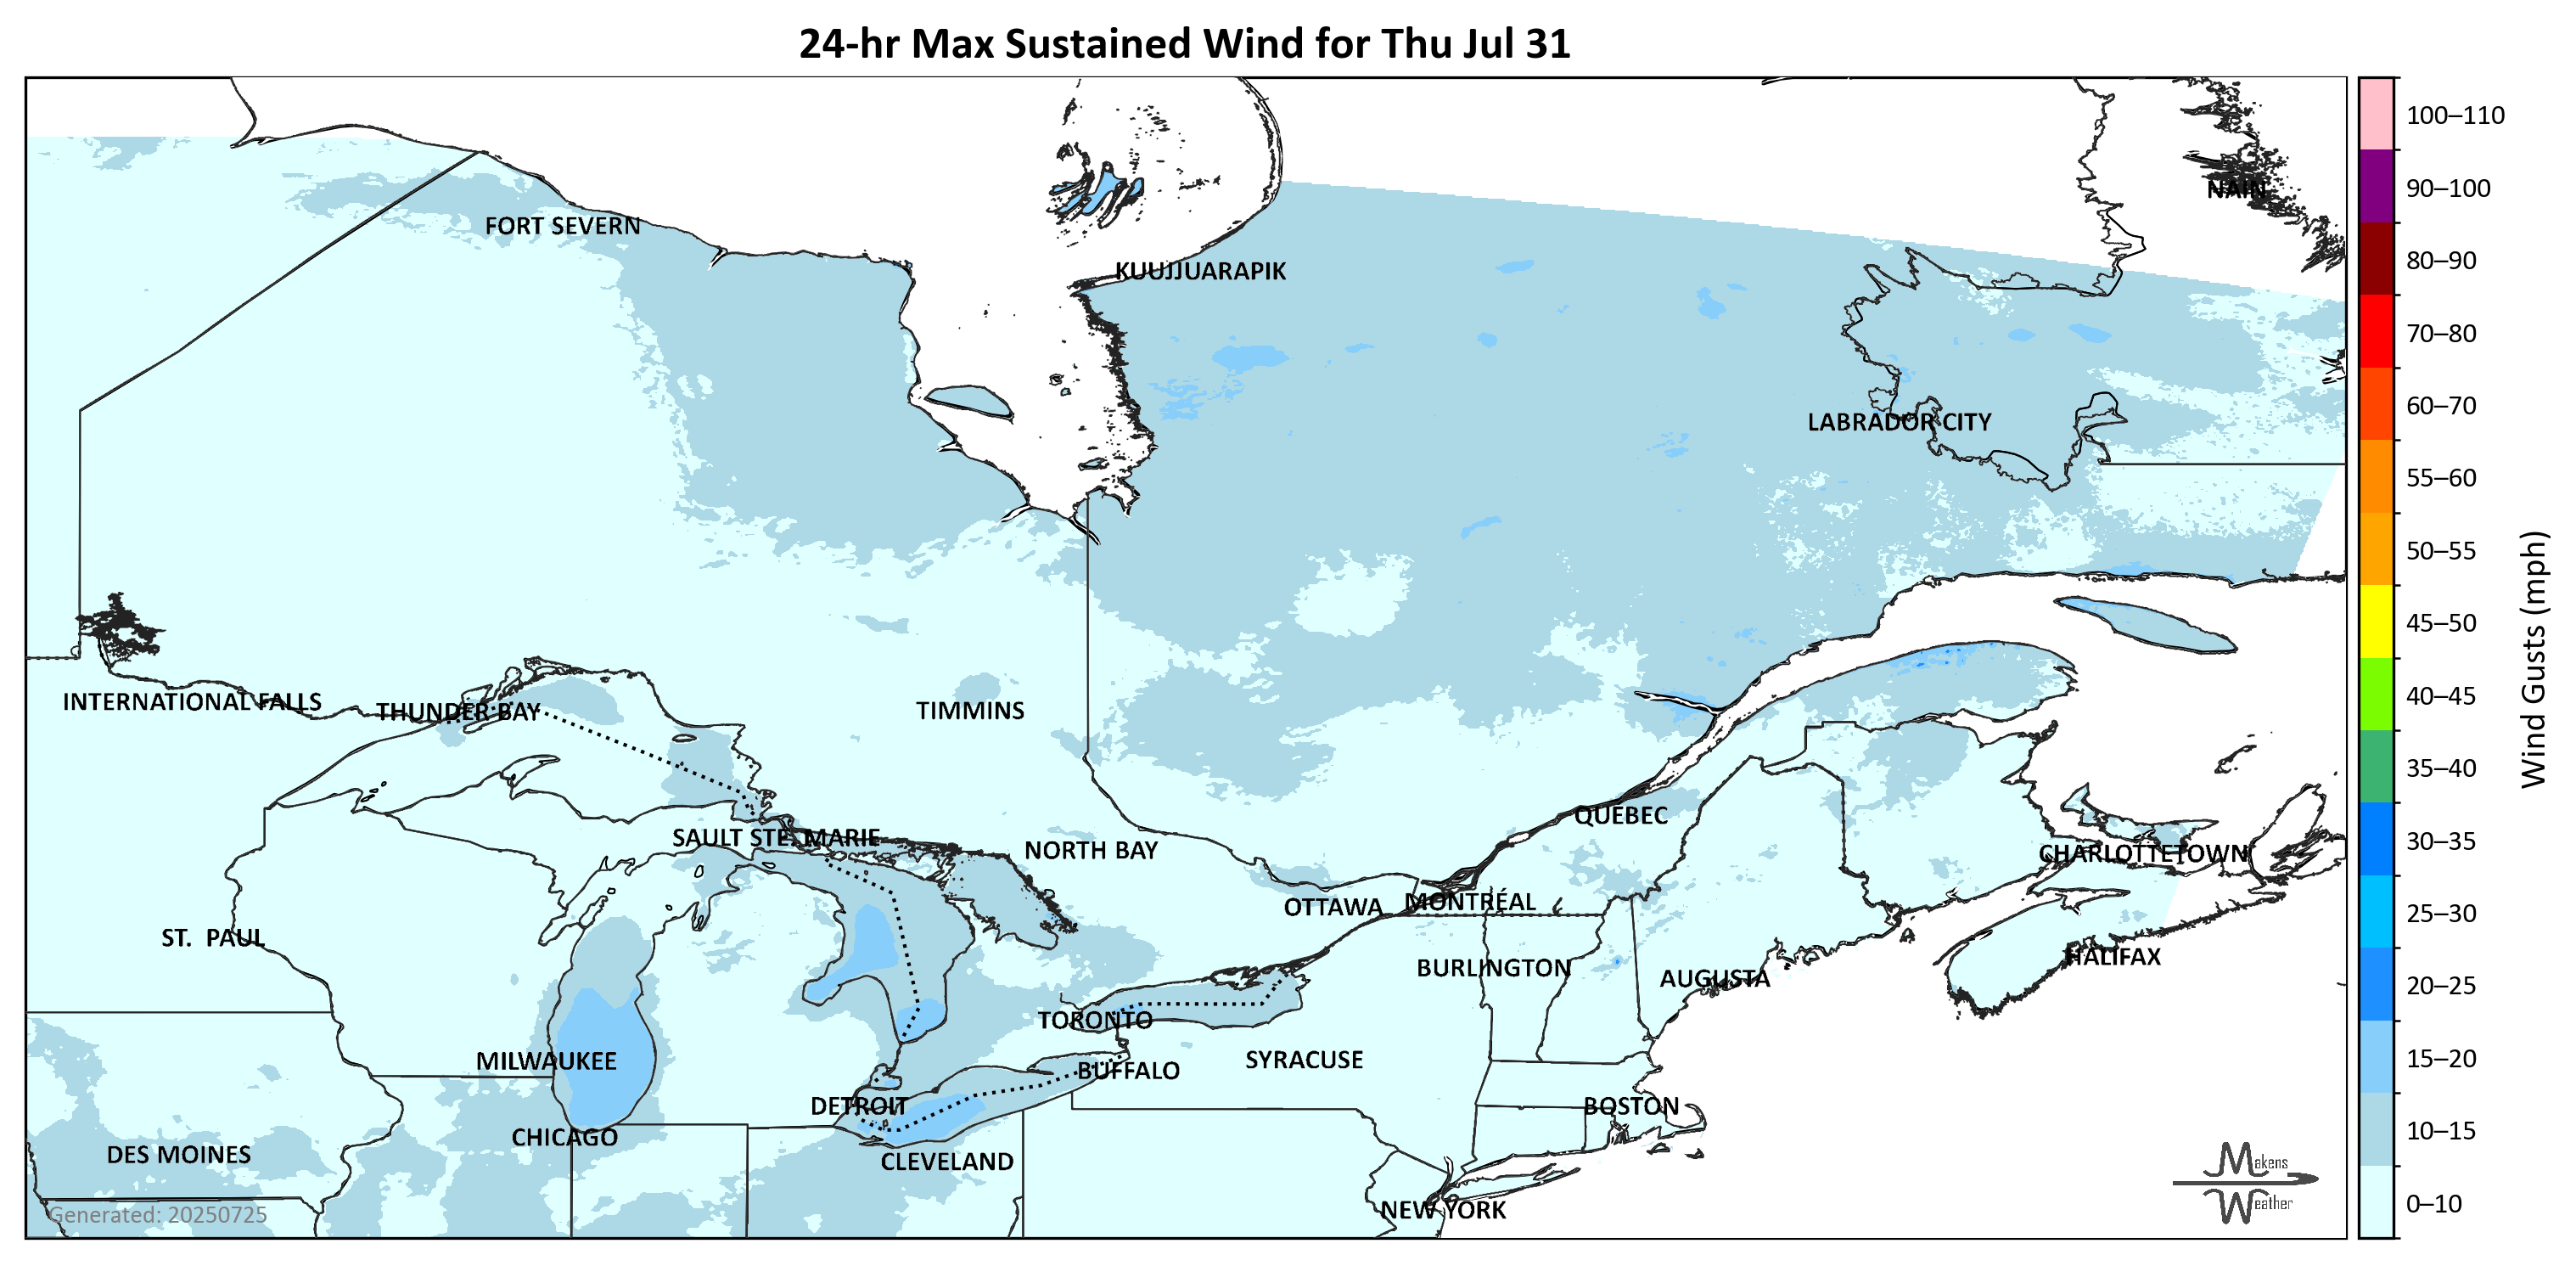 24-hr Max Sustained Wind for Thu Jul 31
100–110
90–100
80–90
70–80
60–70
55–60
50–55
45–50
40–45
35–40
30–35
25–30
20–25
15–20
10–15
0–10
Wind Gusts (mph)
NAIN
FORT SEVERN
KUUJJUARAPIK
LABRADOR CITY
INTERNATIONAL FALLS
THUNDER BAY
TIMMINS
QUÉBEC
SAULT STE. MARIE
NORTH BAY
CHARLOTTETOWN
OTTAWA
MONTRÉAL
ST. PAUL
BURLINGTON
AUGUSTA
HALIFAX
TORONTO
MILWAUKEE
SYRACUSE
BUFFALO
DETROIT
BOSTON
CHICAGO
DES MOINES
CLEVELAND
NEW YORK
Generated: 20250725
Makens
Weather